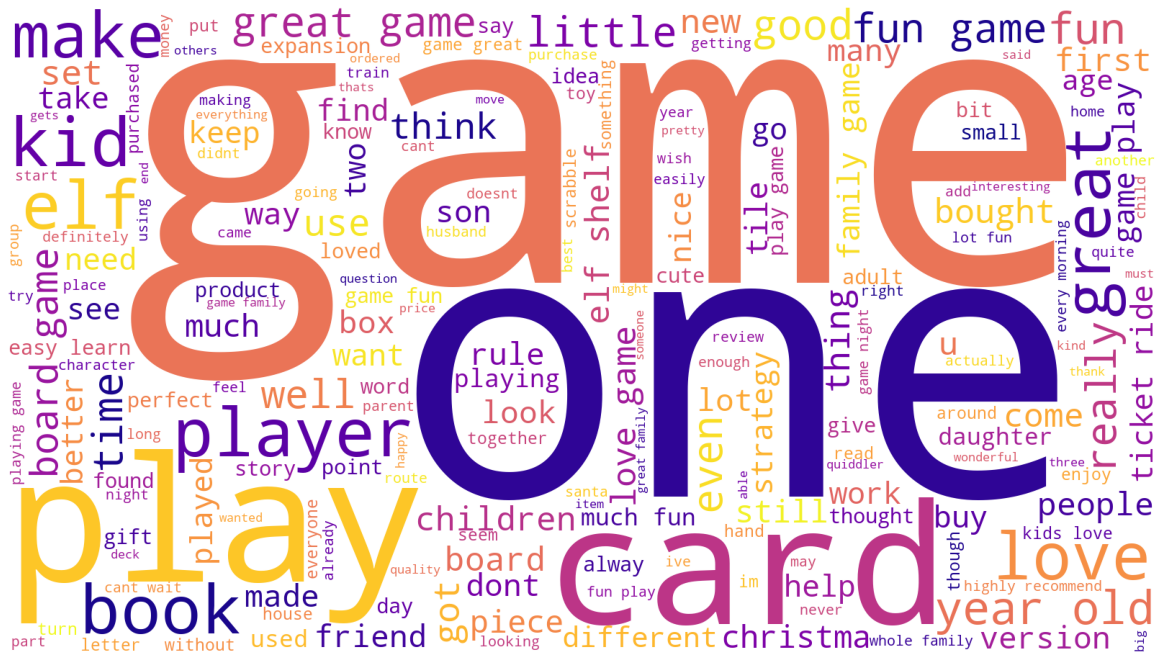 make
put
great game
say
little
new
good
fun game
fun
money
others
expansion
game great
getting
many
said
first
purchase
ordered
set
train
idea
age
thats
toy
take
making
find
think
move
year
bit
home
gets
everything
keep
know
cant
something
pretty
go
small
game play
purchased
didnt
two
kid
wish
another
start
end
doesnt
easily
add
interesting
great
elf
using
way
going
son
scrabble
elf shelf
nice
tile
play game
family game
bought
child
use
came
husband
best
lot fun
quite
group
definitely
loved
need
question
cute
adult
every morning
must
try
place
product
game family
game fun
might
right
see
much
price
box
thing
game night
ticket ride
easy learn
want
rule
review
u
kind
character
playing
someone
enough
actually
thank
board game
feel
well
word
look
love game
lot
strategy
really
better
time
perfect
parent
together
great family
even
give
around
come
playing game
long
player
happy
daughter
read
quiddler
wonderful
three
story
point
route
able
enjoy
found
night
played
santa
item
work
game
one
play
card
wanted
everyone
already
children
much fun
still
thought
buy
people
gift
deck
seem
hand
though
kids love
cant wait
quality
board
alway
ive
may
love
book
made
dont
fun play
im
help
highly recommend
turn
house
day
got
piece
never
year old
part
letter
without
used
friend
looking
different
christma
whole family
version
big